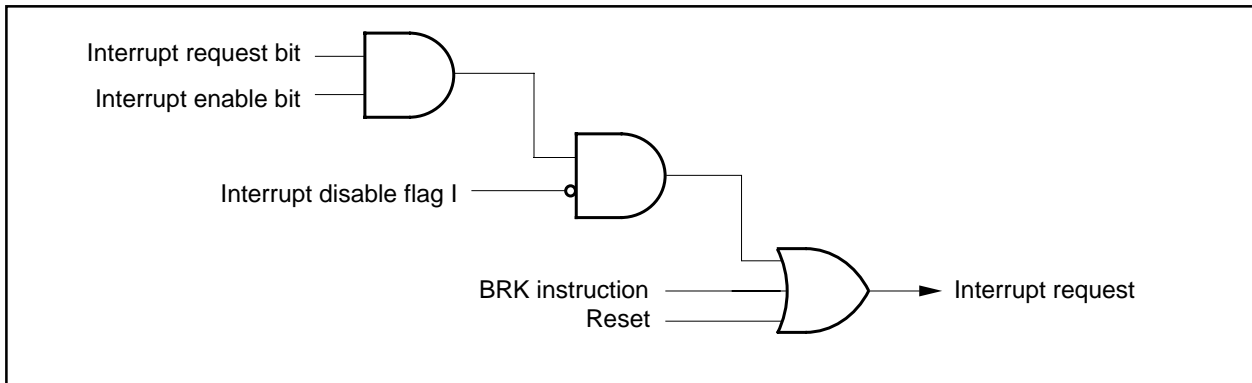 Interrupt request bit
Interrupt enable bit
Interrupt disable flag I
BRK instruction
Reset
Interrupt request